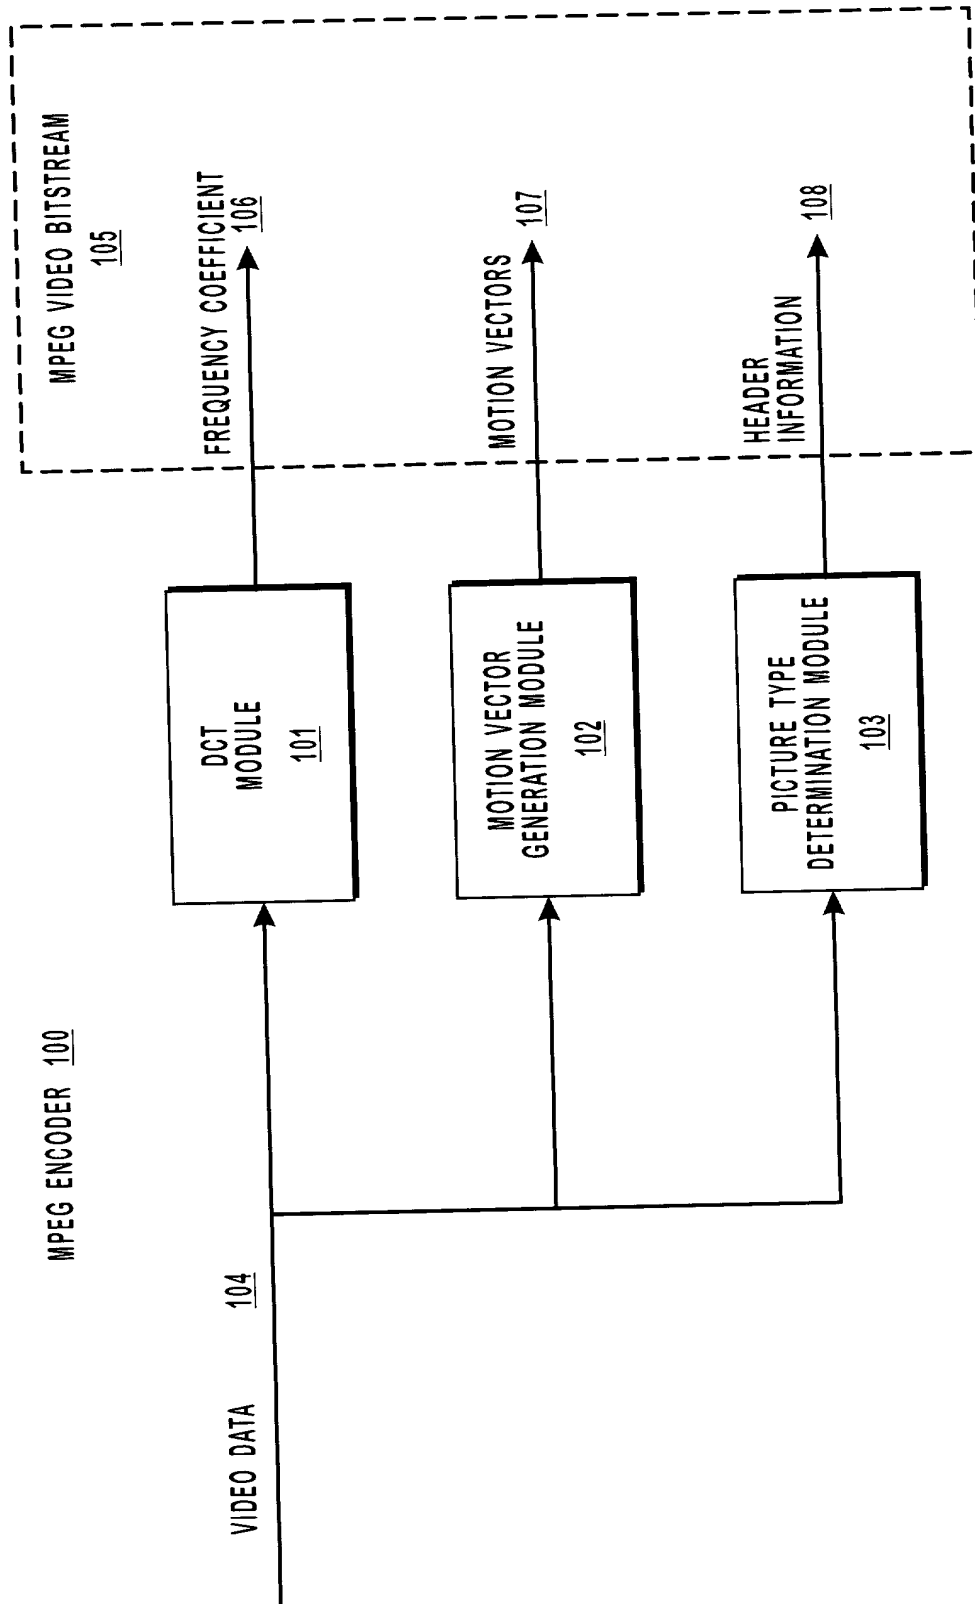 MPEG ENCODER 100
VIDEO DATA
104
DCT
MODULE
101
MOTION VECTOR
GENERATION MODULE
102
PICTURE TYPE
DETERMINATION MODULE
103
MPEG VIDEO BITSTREAM
105
FREQUENCY COEFFICIENT
106
MOTION VECTORS
107
HEADER
INFORMATION
108